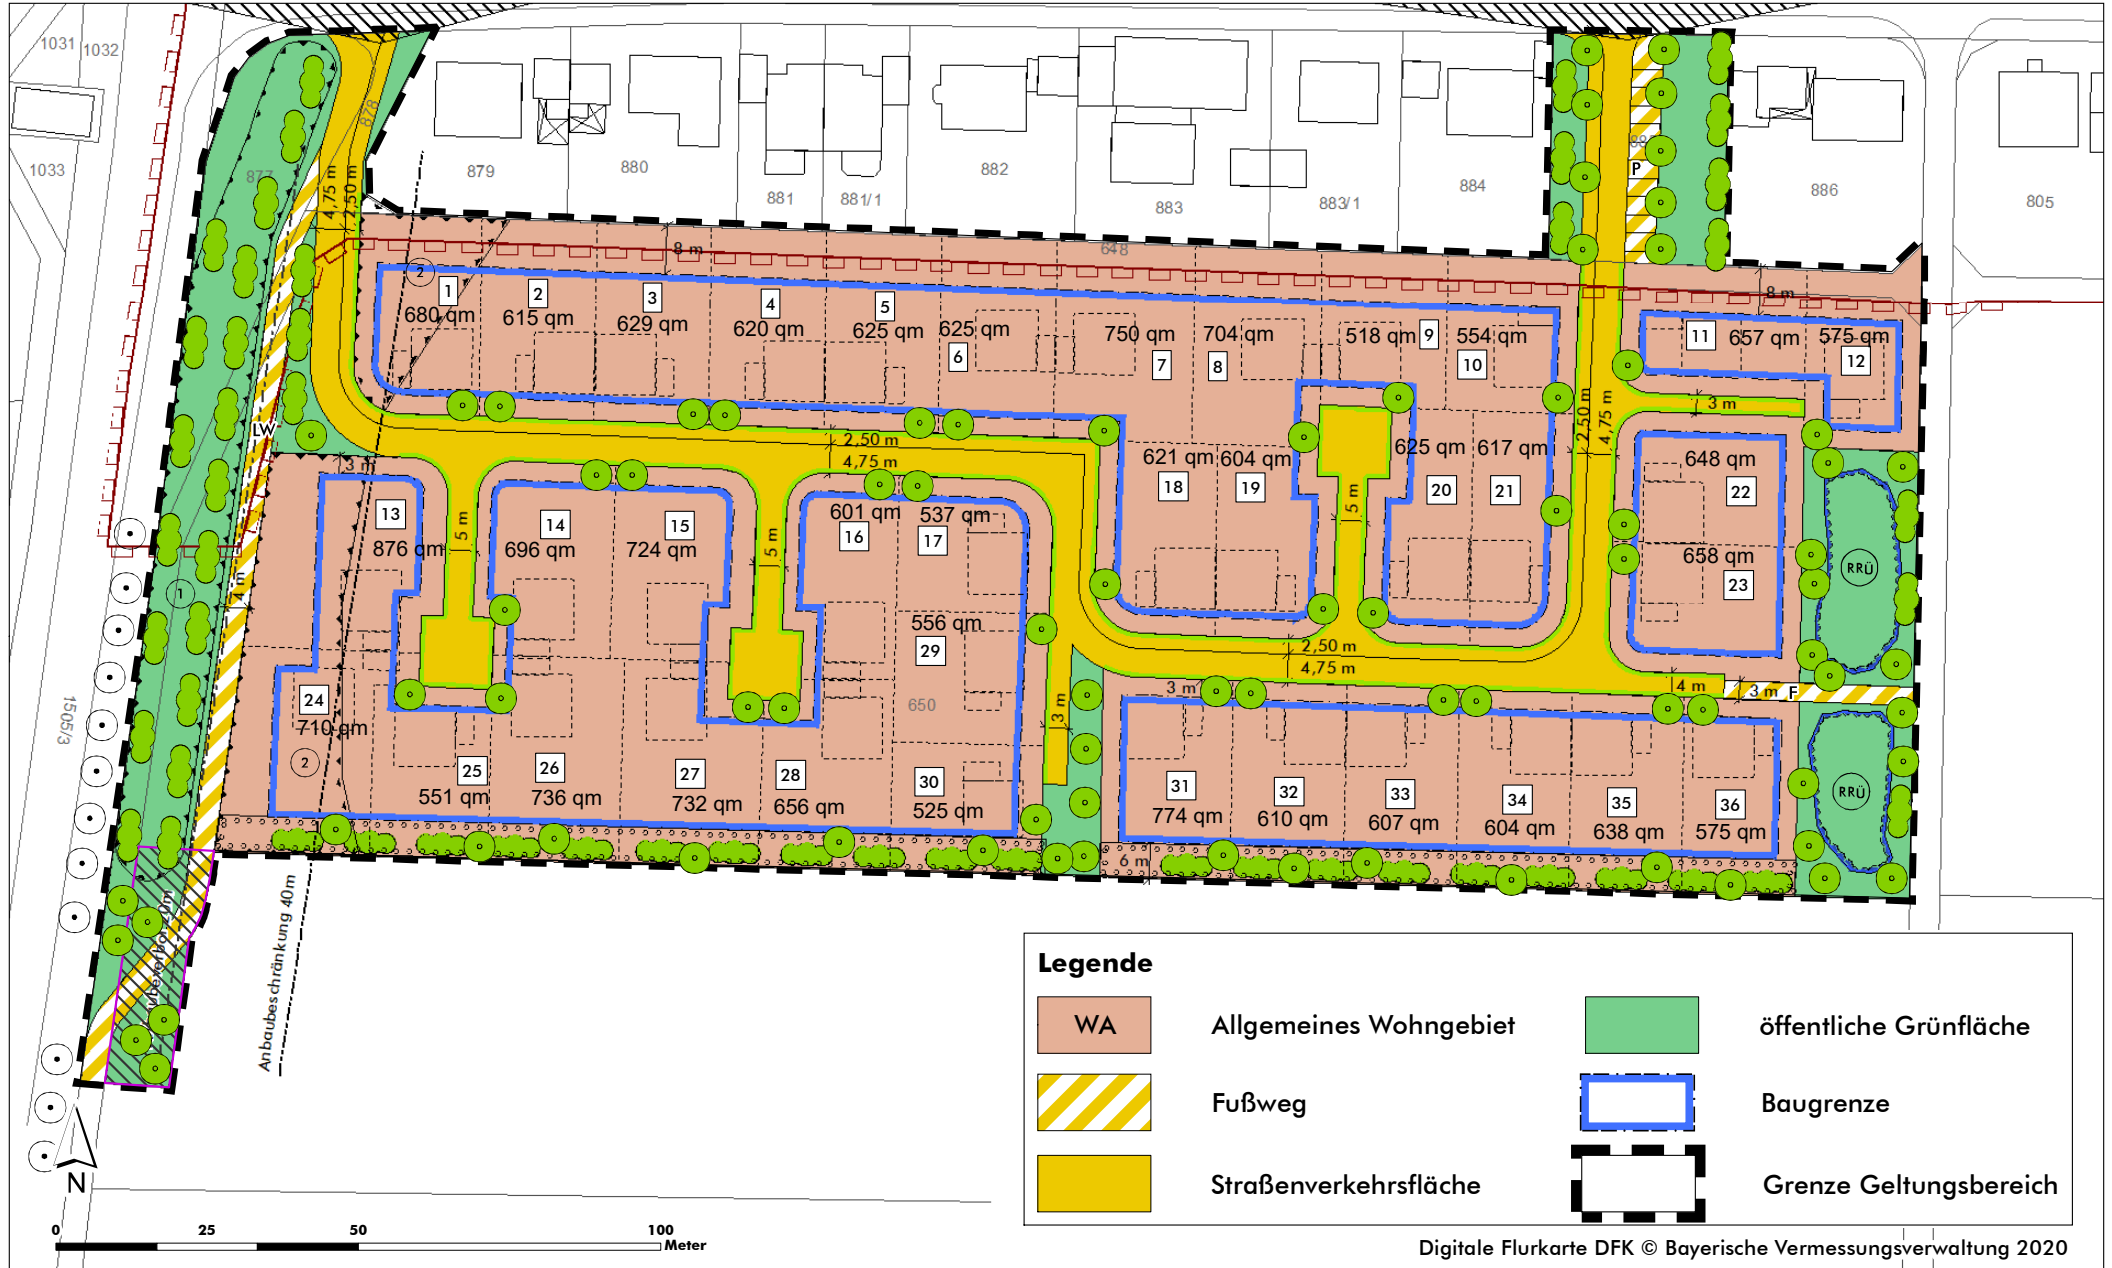 1031
1032
1033
877
878
879
880
881
881/1
882
883
883/1
884
886
805
P
648
4,75 m
2,50 m
8 m
8 m
2
1
680 qm
2
615 qm
3
629 qm
4
620 qm
5
625 qm
625 qm
6
750 qm
7
704 qm
8
518 qm
9
554 qm
10
11
657 qm
575 qm
12
LW
3 m
2,50 m
4,75 m
2,50 m
4,75 m
3 m
13
876 qm
5 m
14
696 qm
15
724 qm
5 m
601 qm
16
537 qm
17
621 qm
18
604 qm
19
5 m
625 qm
20
617 qm
21
648 qm
22
658 qm
23
RRÜ
1
4 m
556 qm
29
2,50 m
4,75 m
24
710 qm
2
25
551 qm
26
736 qm
27
732 qm
28
656 qm
650
30
525 qm
3 m
3 m
4 m
3 m
F
31
774 qm
32
610 qm
33
607 qm
34
604 qm
35
638 qm
36
575 qm
RRÜ
6 m
1505/3
Anbaubeschränkung 40m
Legende
WA
Allgemeines Wohngebiet
öffentliche Grünfläche
Fußweg
Baugrenze
Straßenverkehrsfläche
Grenze Geltungsbereich
N
0 25 50 100
Meter
Digitale Flurkarte DFK © Bayerische Vermessungsverwaltung 2020